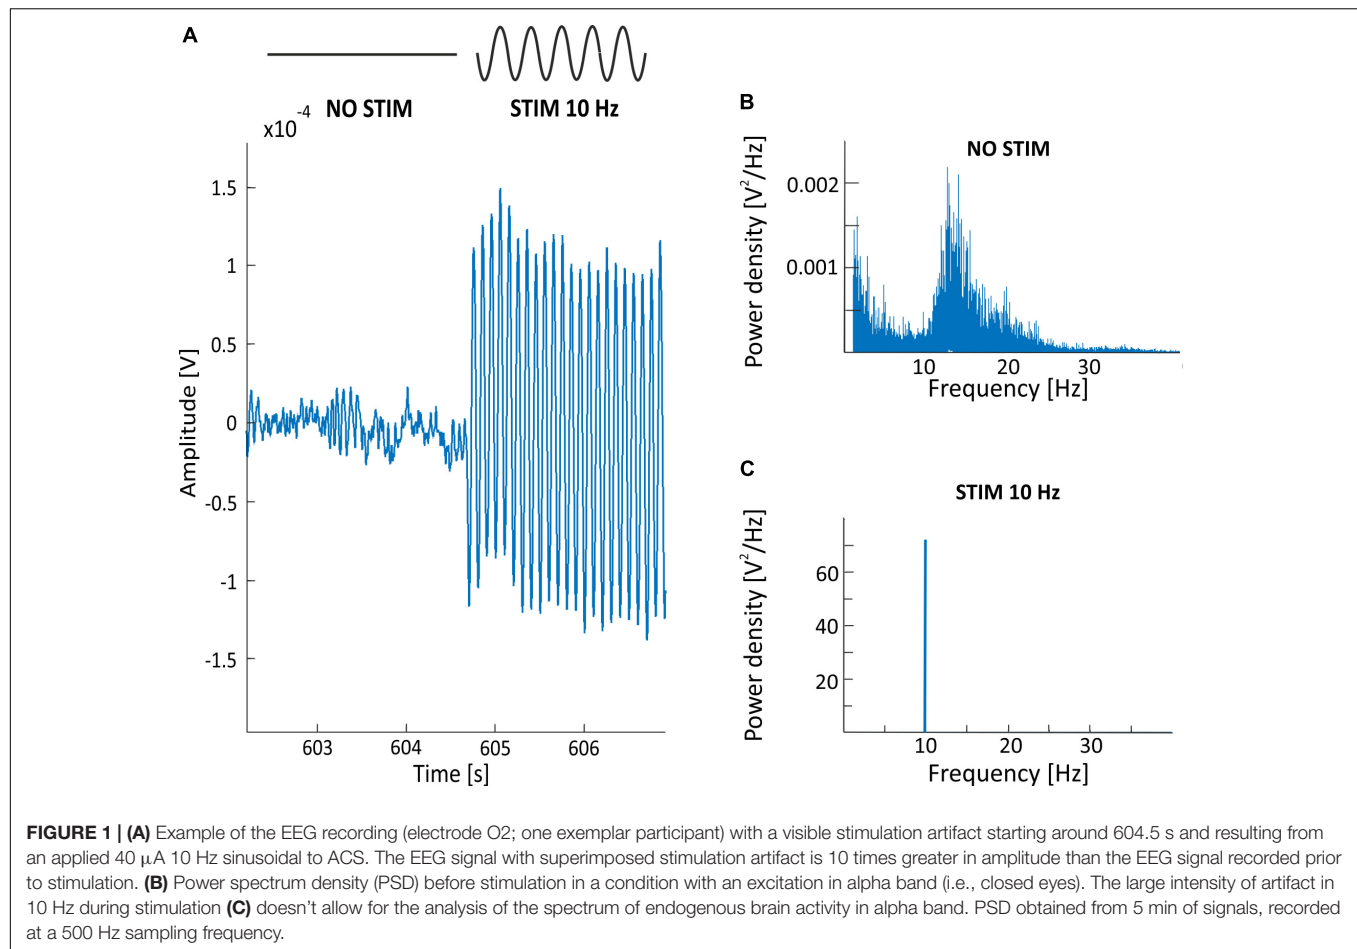 A
NO STIM
STIM 10 Hz
x10-4
1.5
1
0.5
0
-0.5
-1
-1.5
Amplitude [V]
603 604 605 606
Time [s]
B
NO STIM
Power density [V2/Hz]
0.002
0.001
10 20 30
Frequency [Hz]
C
STIM 10 Hz
Power density [V2/Hz]
60
40
20
10 20 30
Frequency [Hz]
FIGURE 1 | (A) Example of the EEG recording (electrode O2; one exemplar participant) with a visible stimulation artifact starting around 604.5 s and resulting from
an applied 40 μA 10 Hz sinusoidal to ACS. The EEG signal with superimposed stimulation artifact is 10 times greater in amplitude than the EEG signal recorded prior
to stimulation. (B) Power spectrum density (PSD) before stimulation in a condition with an excitation in alpha band (i.e., closed eyes). The large intensity of artifact in
10 Hz during stimulation (C) doesn't allow for the analysis of the spectrum of endogenous brain activity in alpha band. PSD obtained from 5 min of signals, recorded
at a 500 Hz sampling frequency.